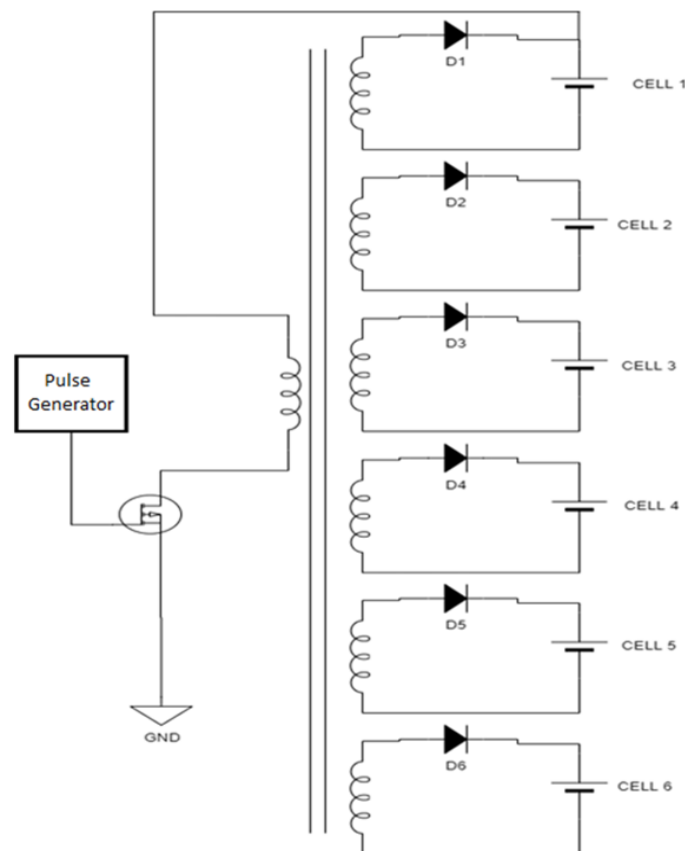 D1
CELL 1
D2
CELL 2
D3
CELL 3
Pulse
Generator
D4
CELL 4
D5
CELL 5
GND
D6
CELL 6